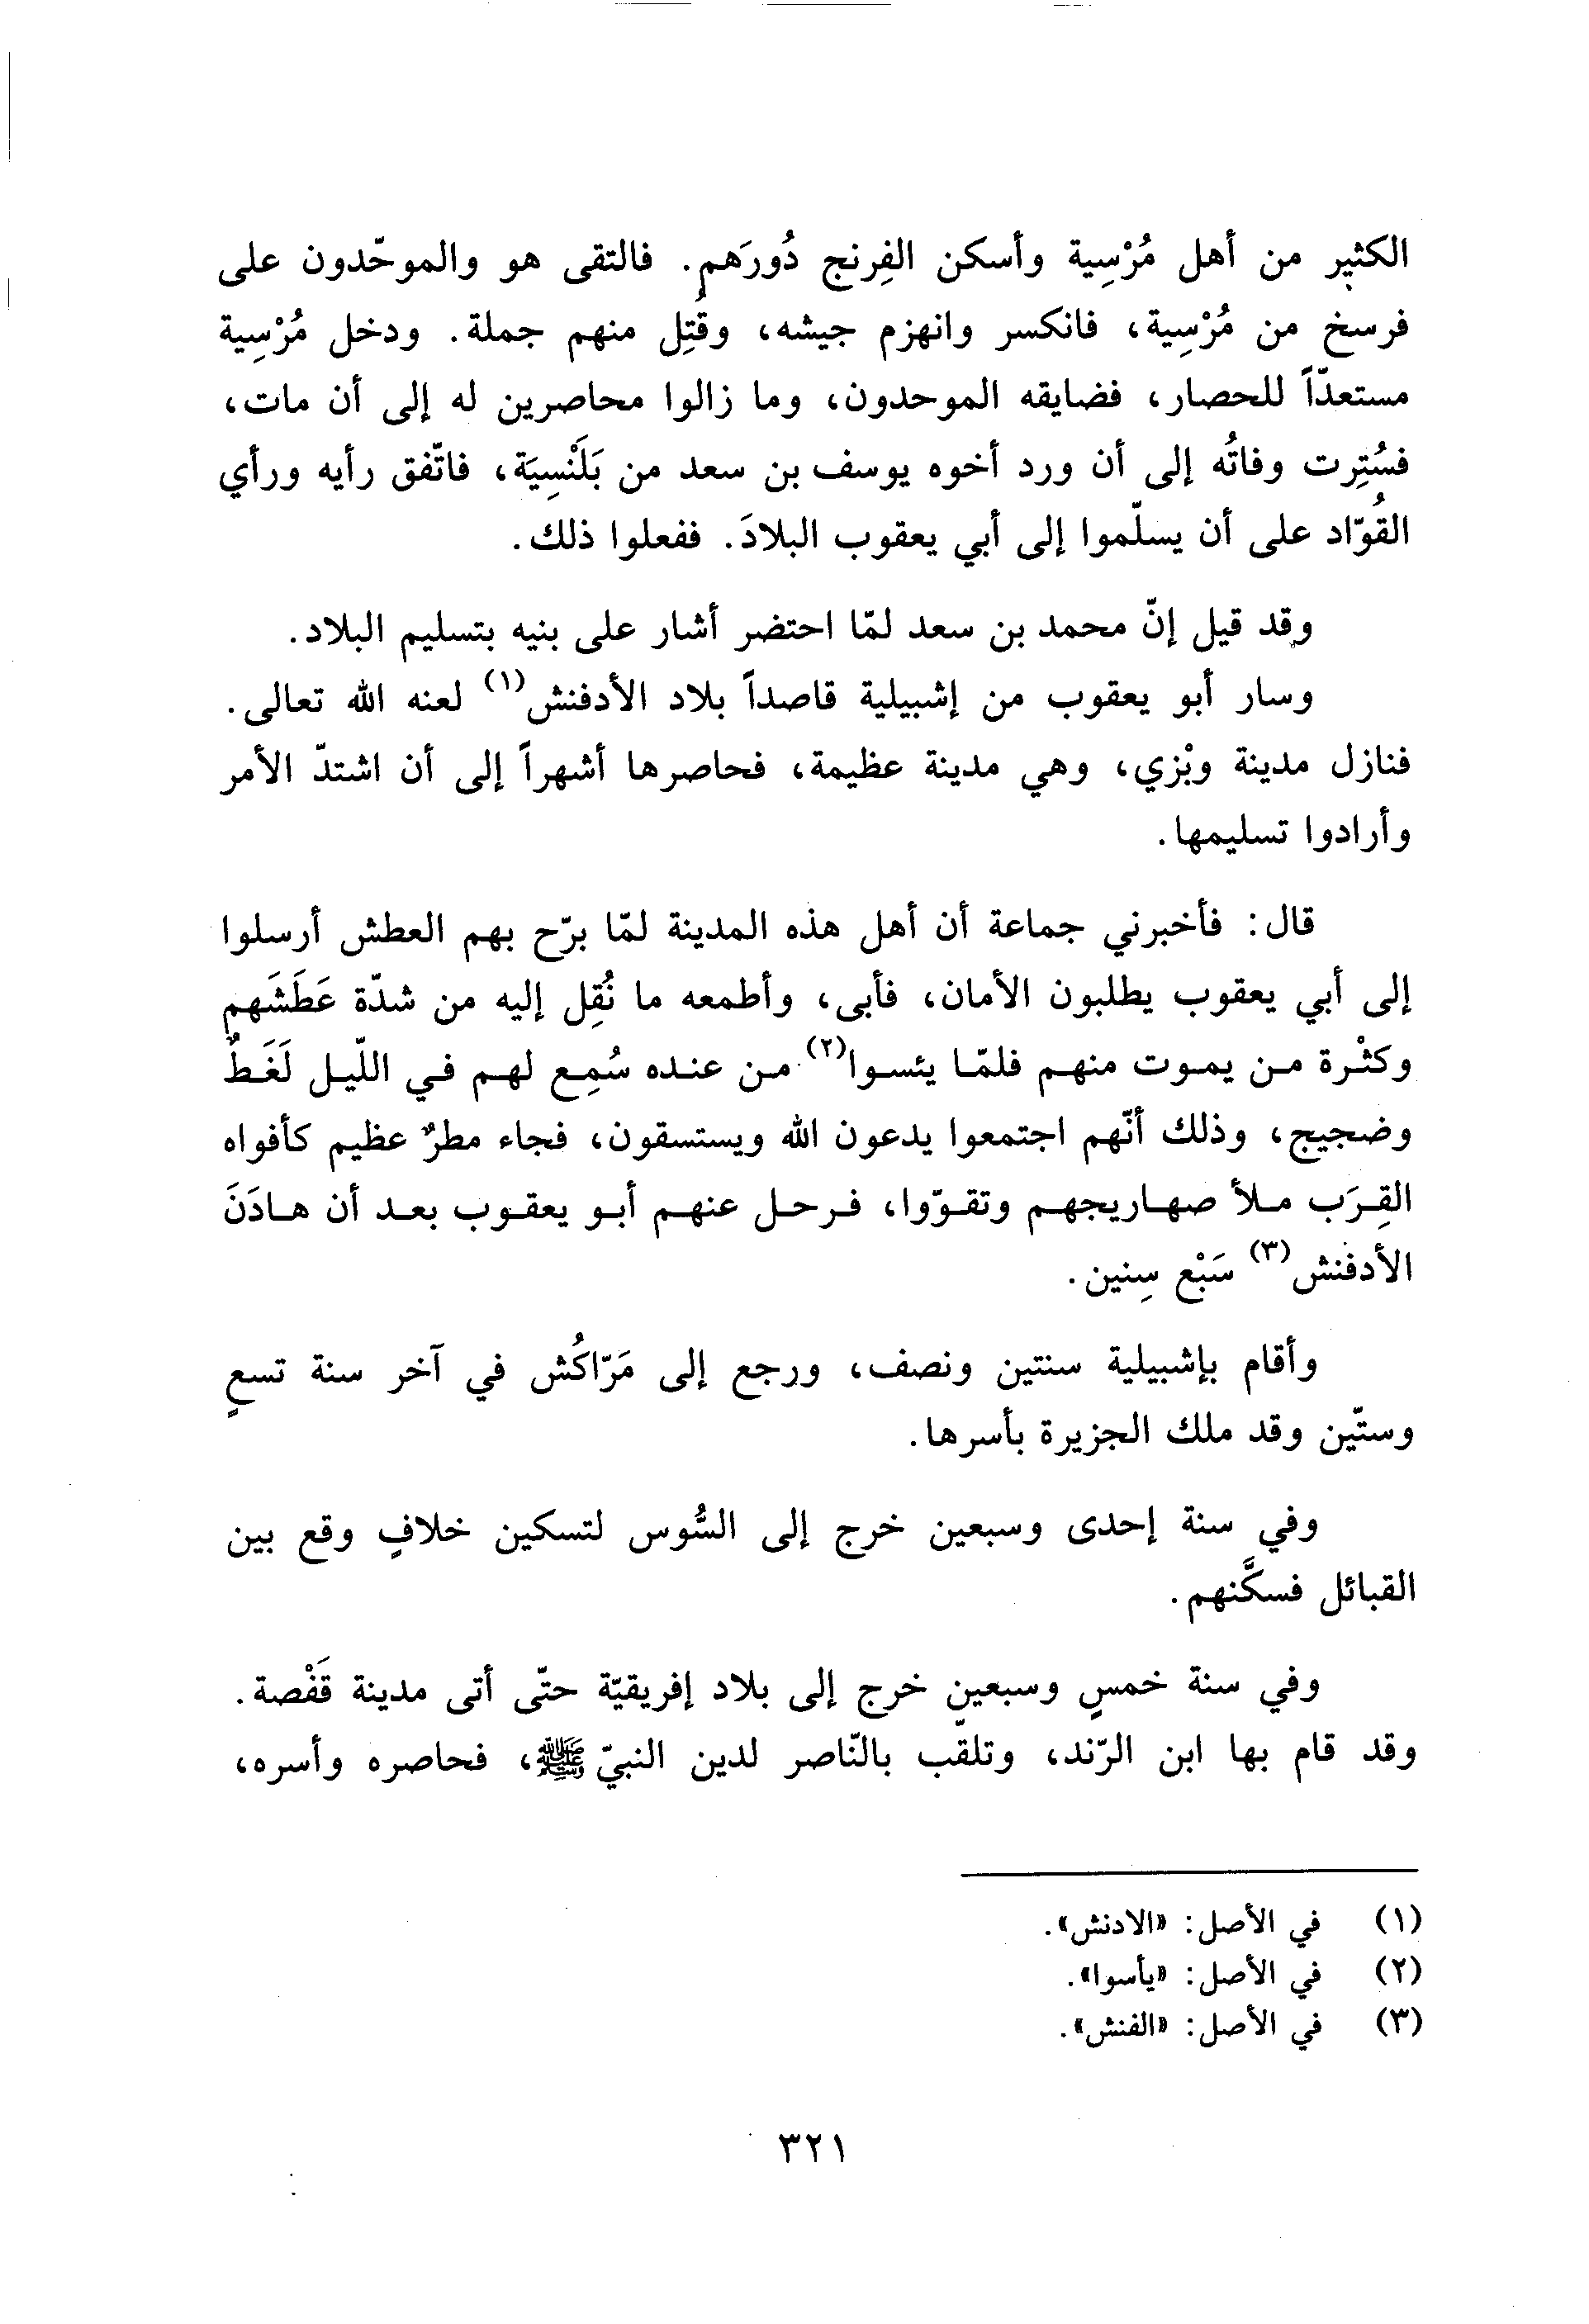 الكثير من أهل مُرْسِية وأسكن الفِرنج دُورَهم. فالتقى هو والموحّدون على
فرسخ من مُرْسِية، فانكسر وانهزم جيشه، وقُتِل منهم جملة. ودخل مُرْسِية
مستعدّاً للحصار، فضايقه الموحدون، وما زالوا محاصرين له إلى أن مات،
فسُتِرت وفاتُه إلى أن ورد أخوه يوسف بن سعد من بَلَنْسِيَة، فاتّفق رأيه ورأي
القُوّاد على أن يسلّموا إلى أبي يعقوب البلادَ. ففعلوا ذلك.
وقد قيل إنّ محمد بن سعد لمّا احتضر أشار على بنيه بتسليم البلاد.
وسار أبو يعقوب من إشبيلية قاصداً بلاد الأدفنش(١) لعنه الله تعالى.
فنازل مدينة وبْزي، وهي مدينة عظيمة، فحاصرها أشهراً إلى أن اشتدّ الأمر
وأرادوا تسليمها.
قال: فأخبرني جماعة أن أهل هذه المدينة لمّا برّح بهم العطش أرسلوا
إلى أبي يعقوب يطلبون الأمان، فأبى، وأطمعه ما نُقِل إليه من شدّة عَطَشَهم
وكثْرة من يموت منهم فلمّا يئسوا(٢) من عنده سُمِع لهم في اللّيل لَغَطٌ
وضجيج، وذلك أنّهم اجتمعوا يدعون الله ويستسقون، فجاء مطرٌ عظيم كأفواه
القِرَب ملأ صهاريجهم وتقوّوا، فرحل عنهم أبو يعقوب بعد أن هادَنَ
الأدفنش(٣) سَبْع سِنين.
وأقام بإشبيلية سنتين ونصف، ورجع إلى مَرّاكُش في آخر سنة تسعٍ
وستّين وقد ملك الجزيرة بأسرها.
وفي سنة إحدى وسبعين خرج إلى السُّوس لتسكين خلافٍ وقع بين
القبائل فسكَّنهم.
وفي سنة خمسٍ وسبعين خرج إلى بلاد إفريقيّة حتّى أتى مدينة قَفْصة.
وقد قام بها ابن الرّند، وتلقّب بالنّاصر لدين النبيّ ﷺ، فحاصره وأسره،
(١) في الأصل: «الادنش».
(٢) في الأصل: «يأسوا».
(٣) في الأصل: «الفنش».
٣٢١